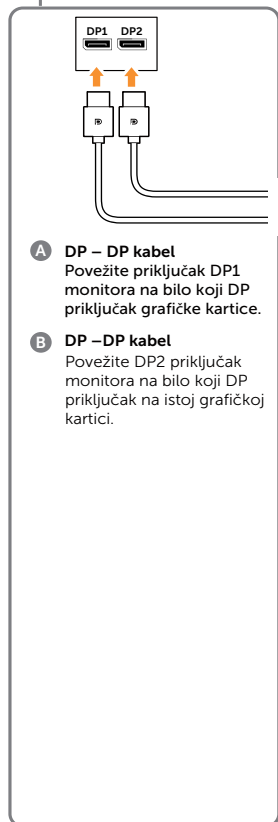 DP1 DP2
A DP – DP kabel
Povežite priključak DP1
monitora na bilo koji DP
priključak grafičke kartice.
B DP –DP kabel
Povežite DP2 priključak
monitora na bilo koji DP
priključak na istoj grafičkoj
kartici.